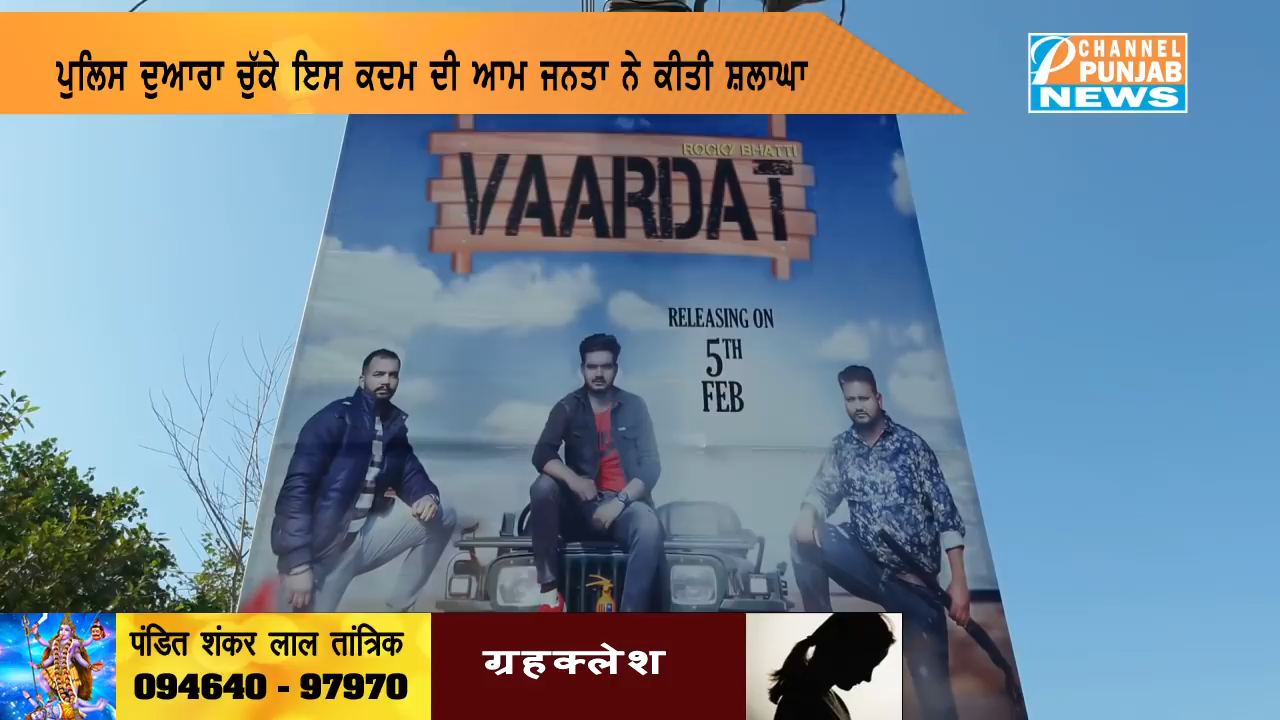 ਪੁਲਿਸ ਦੁਆਰਾ ਚੁੱਕੇ ਇਸ ਕਦਮ ਦੀ ਆਮ ਜਨਤਾ ਨੇ ਕੀਤੀ ਸ਼ਲਾਘਾ
CHANNEL
PUNJAB
NEWS
ROCKY BHATTI
VAARDAT
RELEASING ON
5TH
FEB
पंडित शंकर लाल तांत्रिक
094640 - 97970
ग्रहक्लेश